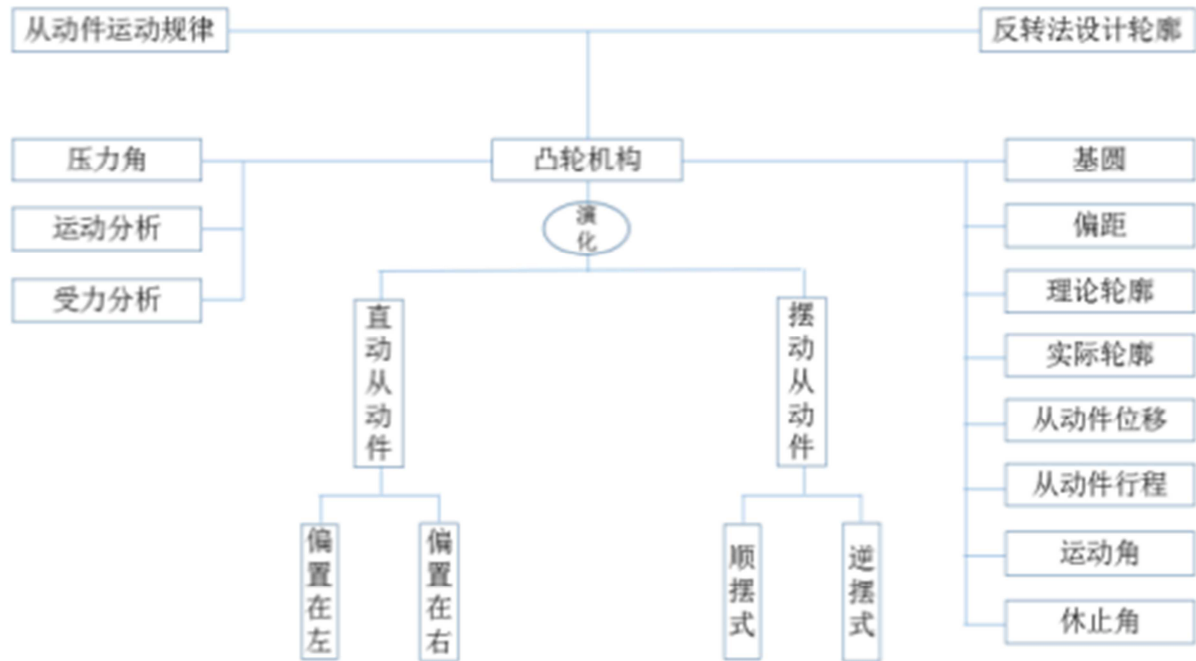 从动件运动规律
反转法设计轮廓
压力角
凸轮机构
基圆
运动分析
演化
偏距
受力分析
理论轮廓
直动从动件
摆动从动件
实际轮廓
从动件位移
从动件行程
偏置在左
偏置在右
顺摆式
逆摆式
运动角
休止角